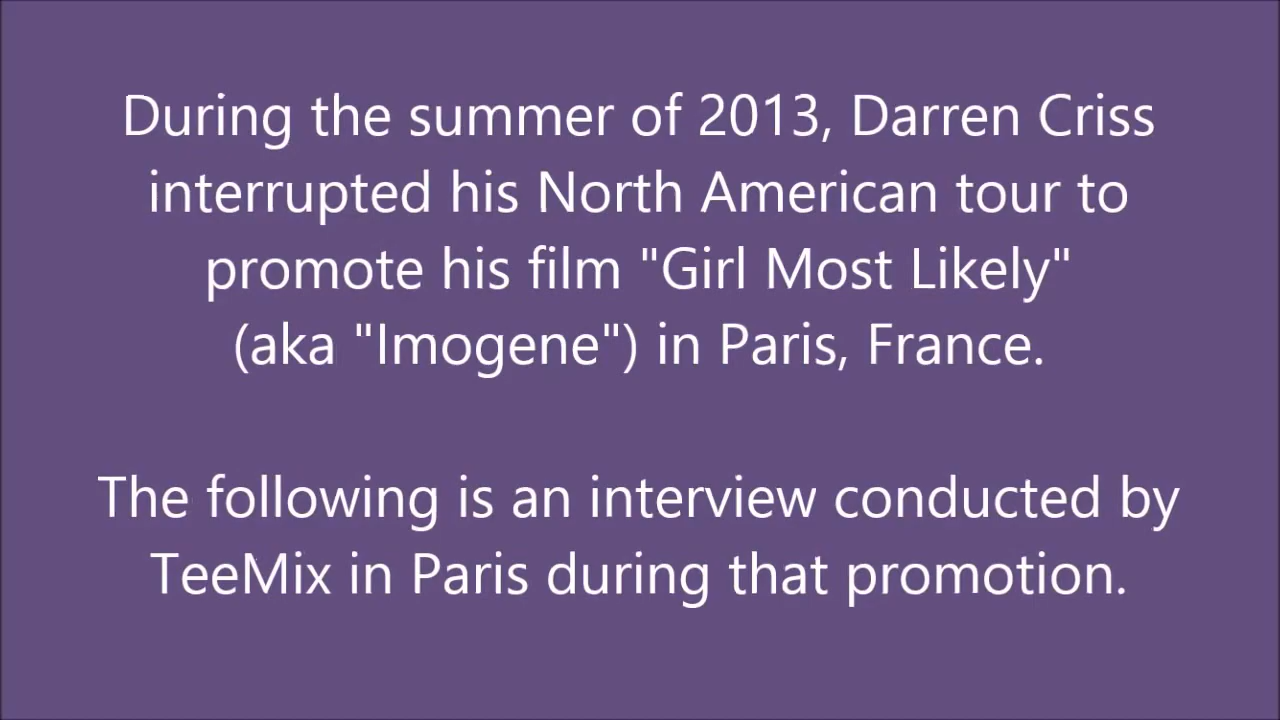 During the summer of 2013, Darren Criss
interrupted his North American tour to
promote his film "Girl Most Likely"
(aka "Imogene") in Paris, France.
The following is an interview conducted by
TeeMix in Paris during that promotion.